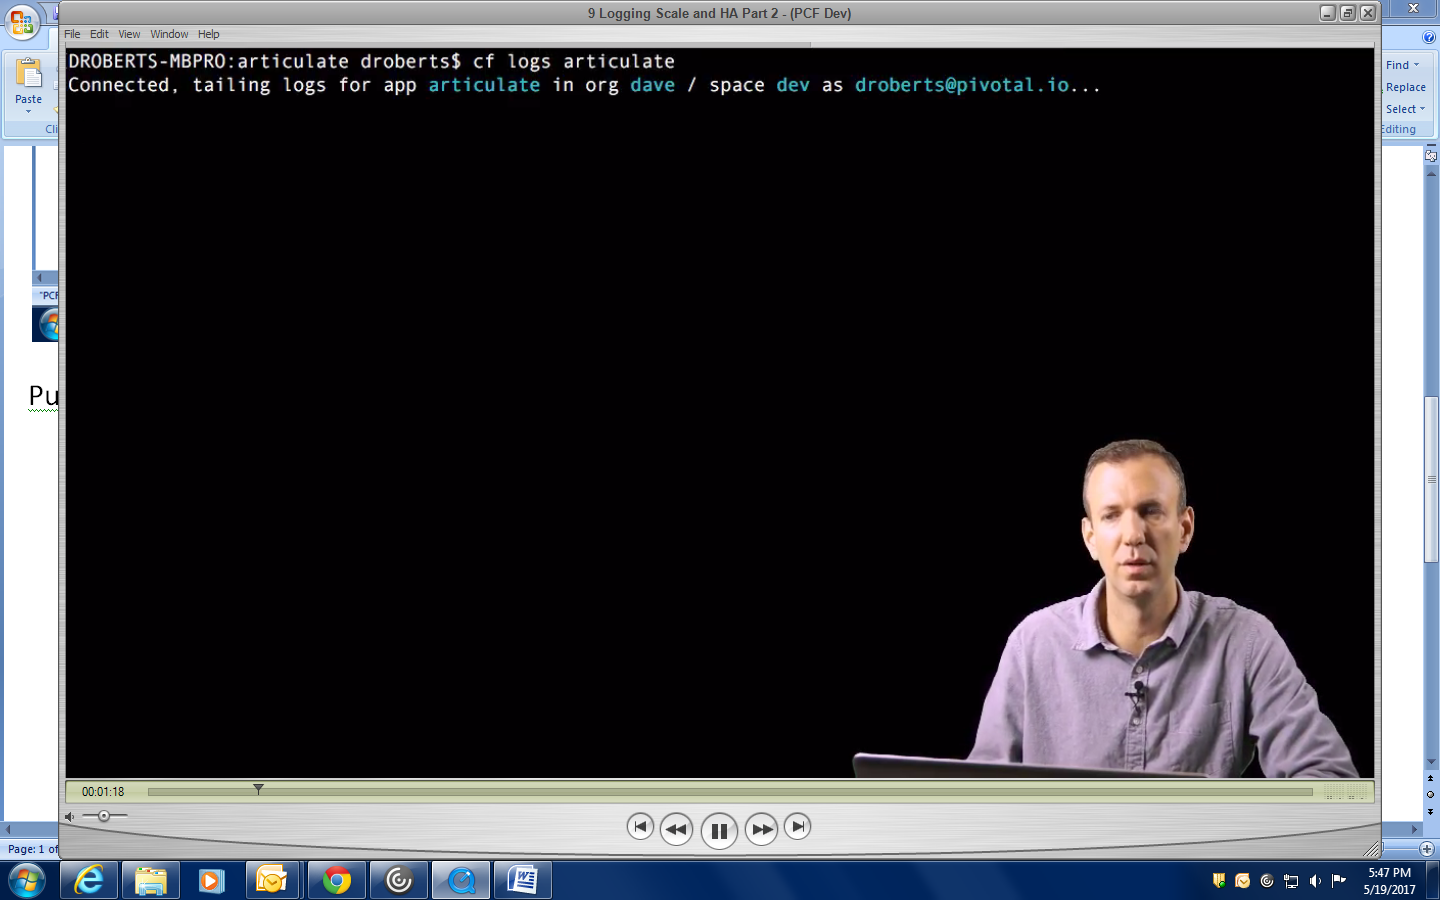 9 Logging Scale and HA Part 2 - (PCF Dev)
File Edit View Window Help
DROBERTS-MBPRO:articulate droberts$ cf logs articulate
Connected, tailing logs for app articulate in org dave / space dev as droberts@pivotal.io...
Paste
Find
Replace
Select
Editing
"PCF
Pu
00:01:18
Page: 1 of
5:47 PM
5/19/2017